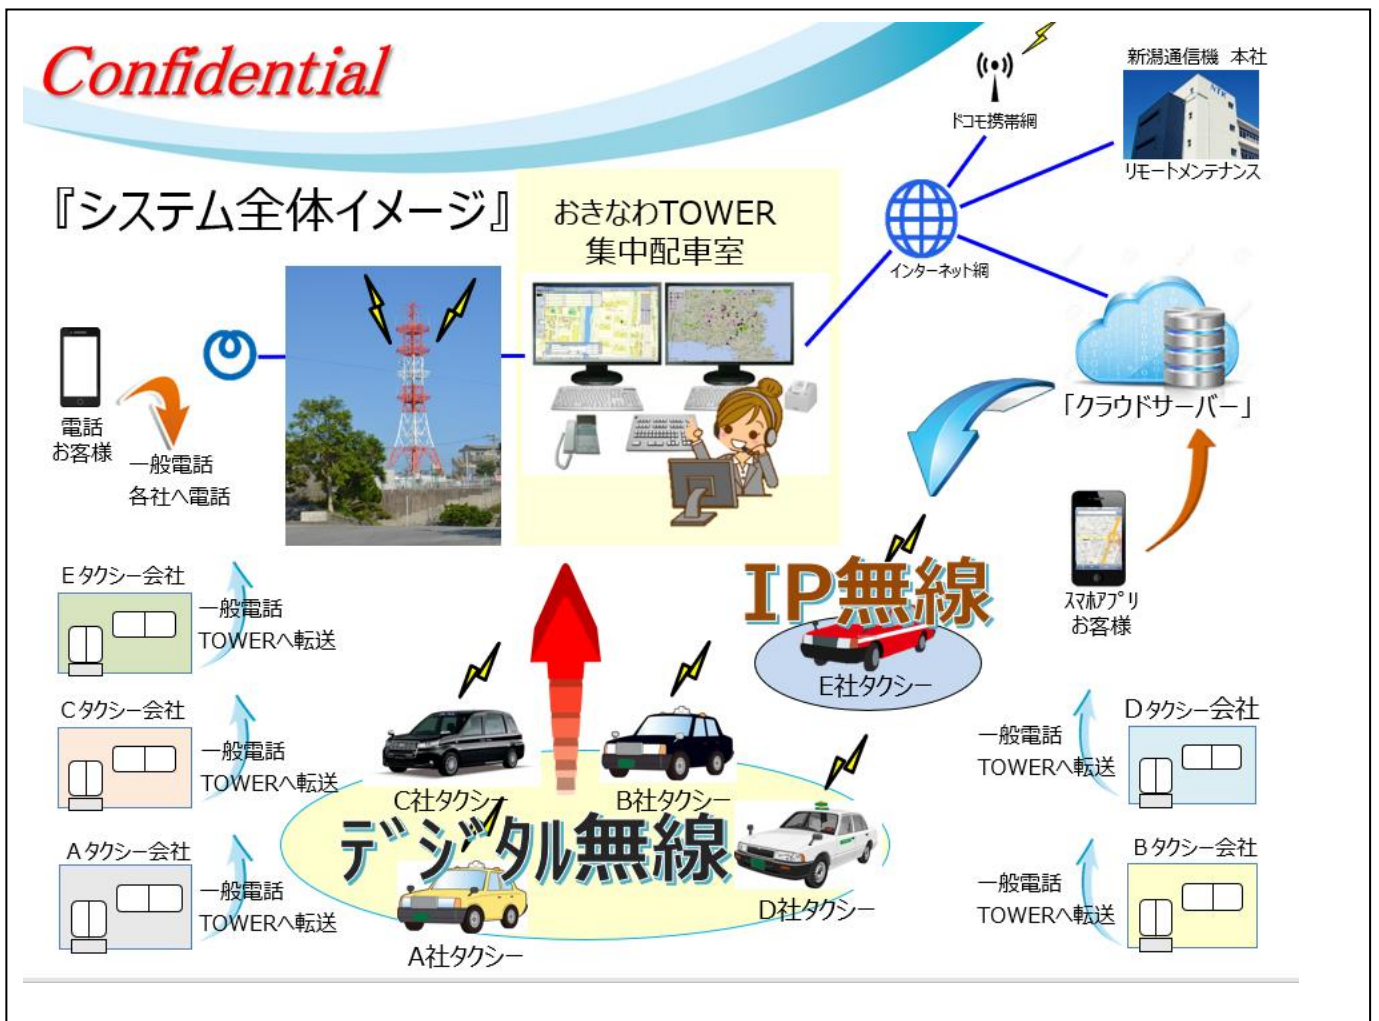 Confidential
新潟通信機 本社
ドコモ携帯網
リモートメンテナンス
『システム全体イメージ』
おきなわTOWER
集中配車室
インターネット網
「クラウドサーバー」
電話
お客様
一般電話
各社へ電話
スマホアプリ
お客様
IP無線
E社タクシー
Eタクシー会社
一般電話
TOWERへ転送
Cタクシー会社
一般電話
TOWERへ転送
Aタクシー会社
一般電話
TOWERへ転送
C社タクシー
B社タクシー
デジタル無線
D社タクシー
A社タクシー
Dタクシー会社
一般電話
TOWERへ転送
Bタクシー会社
一般電話
TOWERへ転送